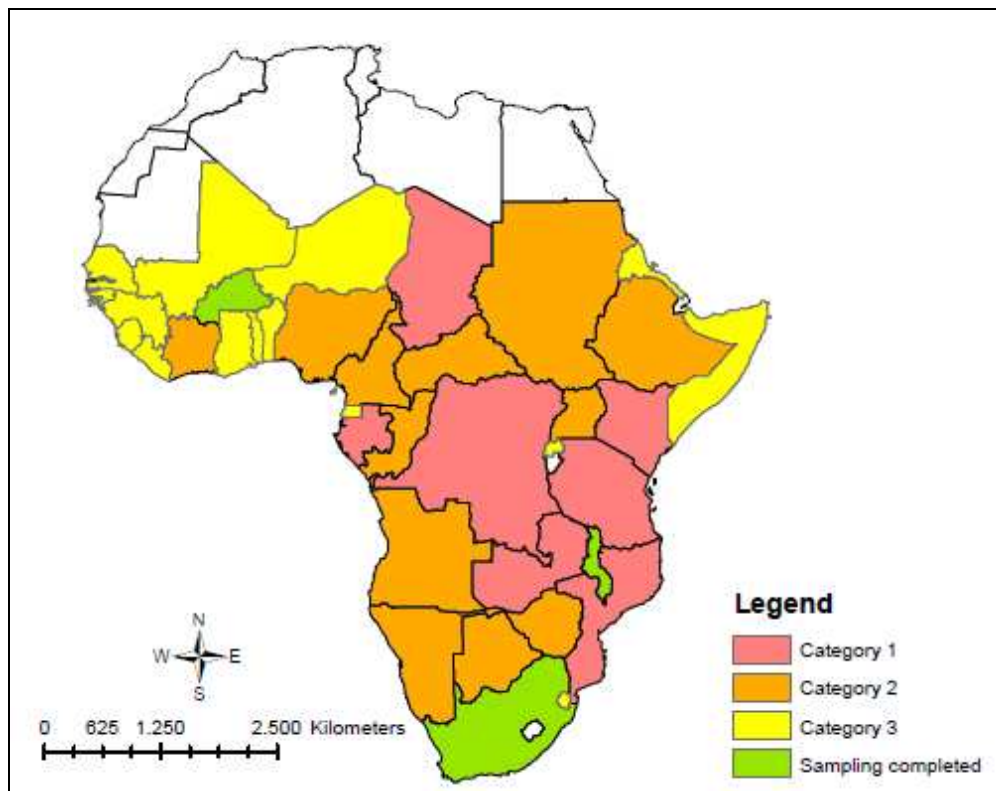 Legend
Category 1
Category 2
Category 3
Sampling completed
N
W E
S
0 625 1.250 2.500 Kilometers